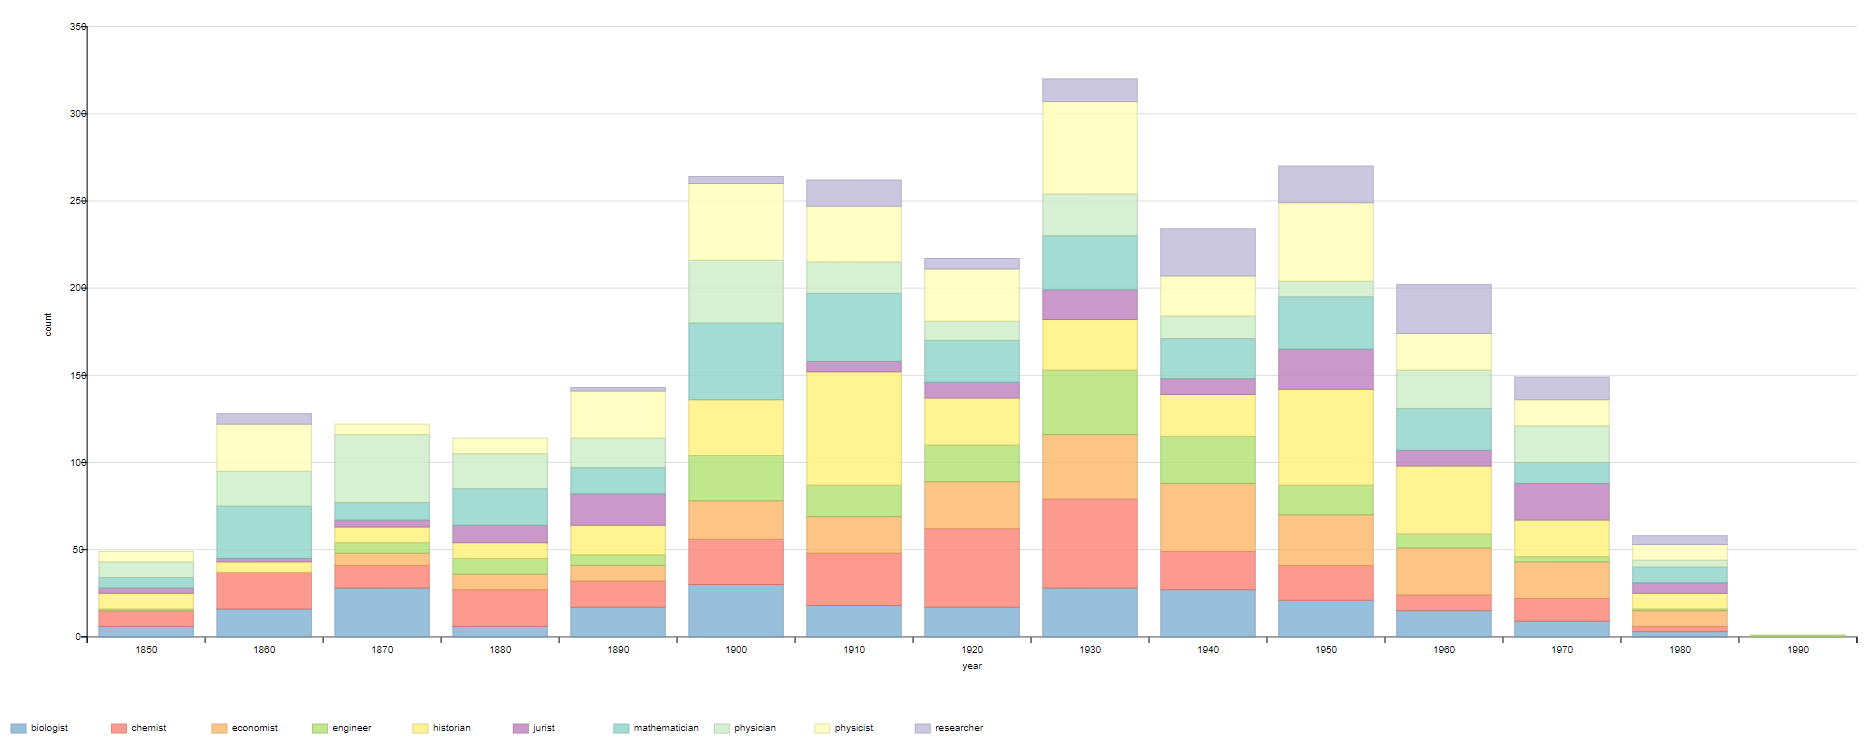 350
300
250
200
150
100
50
0
count
1850 1860 1870 1880 1890 1900 1910 1920 1930 1940 1950 1960 1970 1980 1990
year
biologist chemist economist engineer historian jurist mathematician physician physicist researcher